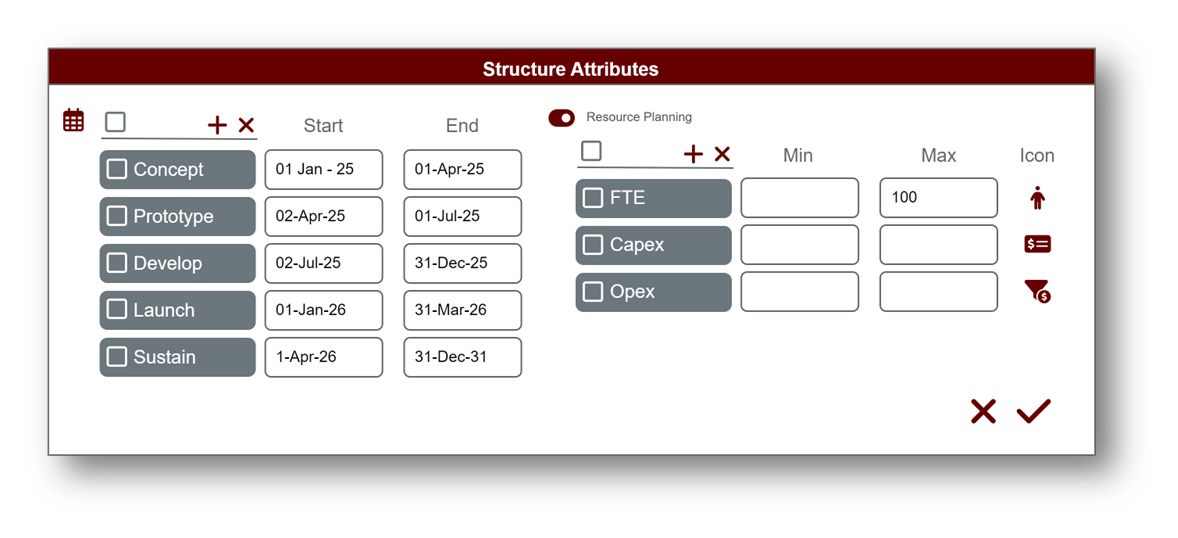 Structure Attributes
Start End
Concept 01 Jan - 25 01-Apr-25
Prototype 02-Apr-25 01-Jul-25
Develop 02-Jul-25 31-Dec-25
Launch 01-Jan-26 31-Mar-26
Sustain 1-Apr-26 31-Dec-31
Resource Planning
Min Max Icon
FTE 100
Capex
Opex